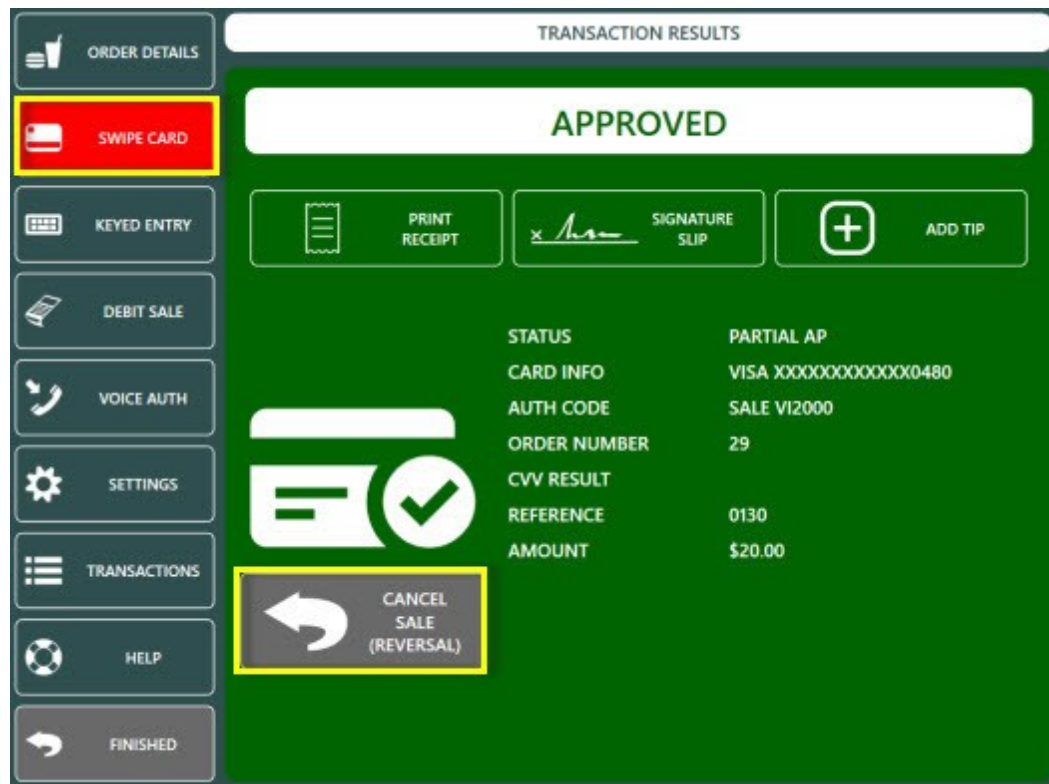 ORDER DETAILS
SWIPE CARD
KEYED ENTRY
DEBIT SALE
VOICE AUTH
SETTINGS
TRANSACTIONS
HELP
FINISHED
TRANSACTION RESULTS
APPROVED
PRINT
RECEIPT
SIGNATURE
SLIP
ADD TIP
STATUS PARTIAL AP
CARD INFO VISA XXXXXXXXXXXX0480
AUTH CODE SALE VI2000
ORDER NUMBER 29
CVV RESULT
REFERENCE 0130
AMOUNT $20.00
CANCEL
SALE
(REVERSAL)